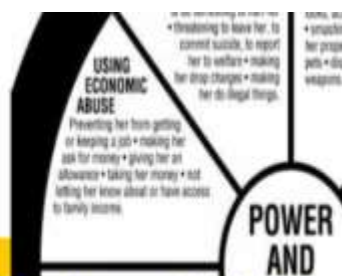 • threatening to leave her, to
commit suicide, to report
her to welfare • making
her drop charges • making
her do illegal things.
• smashi
her prope
pets • dis
weapons.
USING
ECONOMIC
ABUSE
Preventing her from getting
or keeping a job • making her
ask for money • giving her an
allowance • taking her money • not
letting her know about or have access
to family income.
POWER
AND